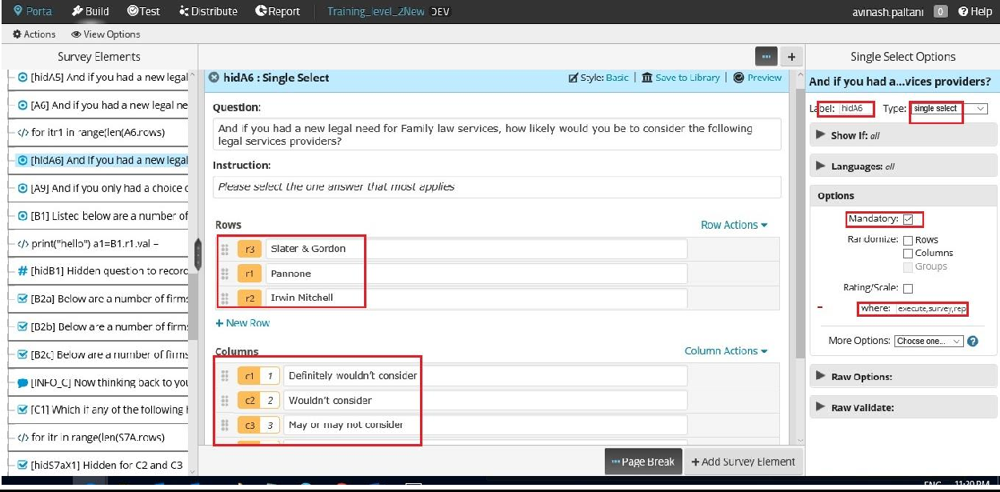 Porta Build Test Distribute Report Training_level_2New DEV avinash.paltani 0 Help
Actions View Options
Survey Elements
[hidA5] And if you had a new legal
[A6] And if you had a new legal ne
</> for itr1 in range(len(A6.rows)
[hidA6] And if you had a new legal
[A9] And if you only had a choice o
[B1] Listed below are a number of
</> print("hello") a1=B1.r1.val =
# [hidB1] Hidden question to record
[B2a] Below are a number of firms
[B2b] Below are a number of firms
[B2c] Below are a number of firms
[INFO_C] Now thinking back to you
[C1] Which if any of the following
</> for itr in range(len(S7A.rows)
[hidS7aX1] Hidden for C2 and C3
... +
hidA6 : Single Select Style: Basic | Save to Library | Preview
Question:
And if you had a new legal need for Family law services, how likely would you be to consider the following
legal services providers?
Instruction:
Please select the one answer that most applies
Rows Row Actions
r3 Slater & Gordon
r1 Pannone
r2 Irwin Mitchell
+ New Row
Columns Column Actions
c1 1 Definitely wouldn't consider
c2 2 Wouldn't consider
c3 3 May or may not consider
Page Break + Add Survey Element
Single Select Options
And if you had a...vices providers?
Label: hidA6 Type: single select
Show If: all
Languages: all
Options
Mandatory:
Randomize: Rows
Columns
Groups
Rating/Scale:
where: execute,survey,rep
More Options: Choose one... ?
Raw Options:
Raw Validate:
ENG 11:20 PM